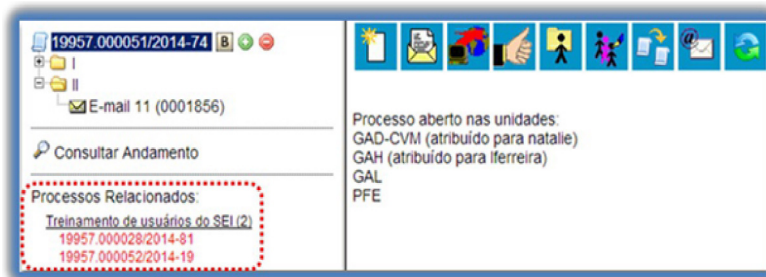 19957.000051/2014-74 B
I
II
E-mail 11 (0001856)
Consultar Andamento
Processos Relacionados:
Treinamento de usuários do SEI (2)
19957.000028/2014-81
19957.000052/2014-19
Processo aberto nas unidades:
GAD-CVM (atribuído para natalie)
GAH (atribuído para lferreira)
GAL
PFE